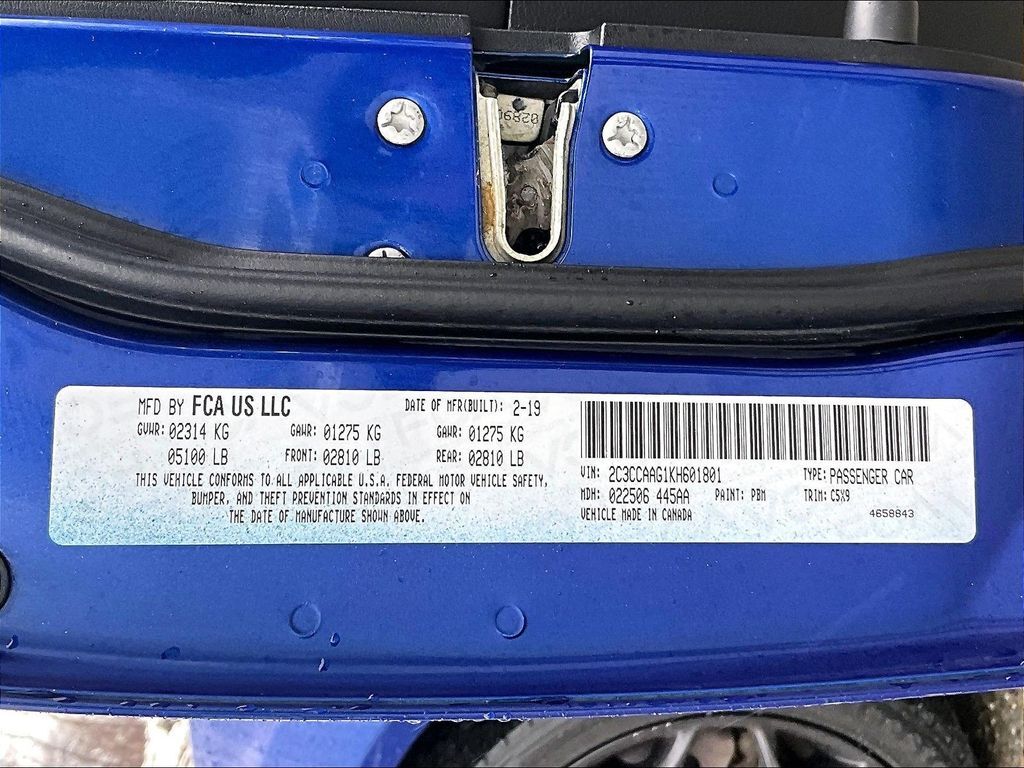 06820
MFD BY FCA US LLC DATE OF MFR(BUILT): 2-19
GVWR: 02314 KG GAWR: 01275 KG GAWR: 01275 KG
05100 LB FRONT: 02810 LB REAR: 02810 LB
THIS VEHICLE CONFORMS TO ALL APPLICABLE U.S.A. FEDERAL MOTOR VEHICLE SAFETY,
BUMPER, AND THEFT PREVENTION STANDARDS IN EFFECT ON
THE DATE OF MANUFACTURE SHOWN ABOVE.
VIN: 2C3CCAAG1KH601801 TYPE: PASSENGER CAR
MDH: 022506 445AA PAINT: PBM TRIM: C5X9
VEHICLE MADE IN CANADA 4658843